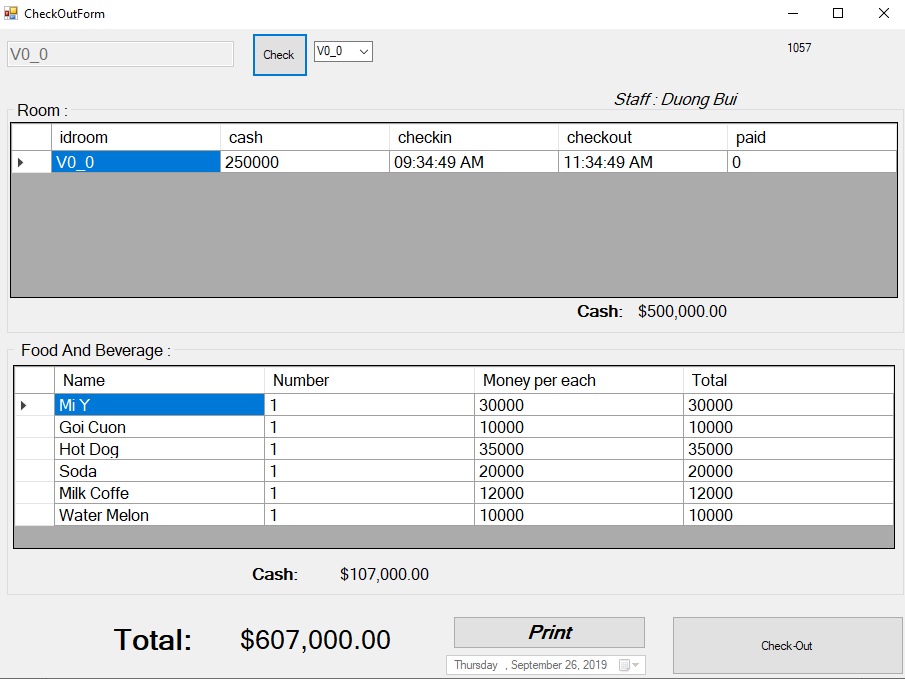 CheckOutForm
V0_0 Check V0_0 1057
Staff : Duong Bui
Room :
idroom cash checkin checkout paid
V0_0 250000 09:34:49 AM 11:34:49 AM 0
Cash: $500,000.00
Food And Beverage :
Name Number Money per each Total
Mi Y 1 30000 30000
Goi Cuon 1 10000 10000
Hot Dog 1 35000 35000
Soda 1 20000 20000
Milk Coffe 1 12000 12000
Water Melon 1 10000 10000
Cash: $107,000.00
Total: $607,000.00 Print Check-Out
Thursday , September 26, 2019